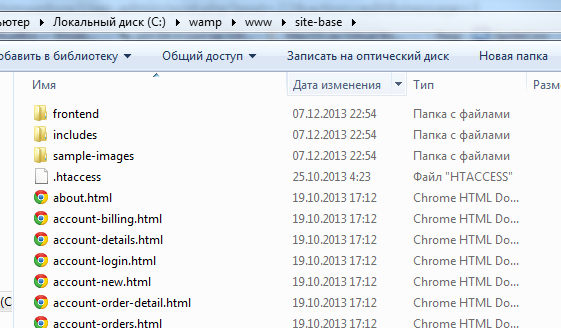 ьютер ▸ Локальный диск (C:) ▸ wamp ▸ www ▸ site-base ▸
обавить в библиотеку ▾ Общий доступ ▾ Записать на оптический диск Новая папка
Имя Дата изменения Тип Разме
frontend 07.12.2013 22:54 Папка с файлами
includes 07.12.2013 22:54 Папка с файлами
sample-images 07.12.2013 22:54 Папка с файлами
.htaccess 25.10.2013 4:23 Файл "HTACCESS"
about.html 19.10.2013 17:12 Chrome HTML Do...
account-billing.html 19.10.2013 17:12 Chrome HTML Do...
account-details.html 19.10.2013 17:12 Chrome HTML Do...
account-login.html 19.10.2013 17:12 Chrome HTML Do...
account-new.html 19.10.2013 17:12 Chrome HTML Do...
(C account-order-detail.html 19.10.2013 17:12 Chrome HTML Do...
account-orders.html 19.10.2013 17:12 Chrome HTML Do...